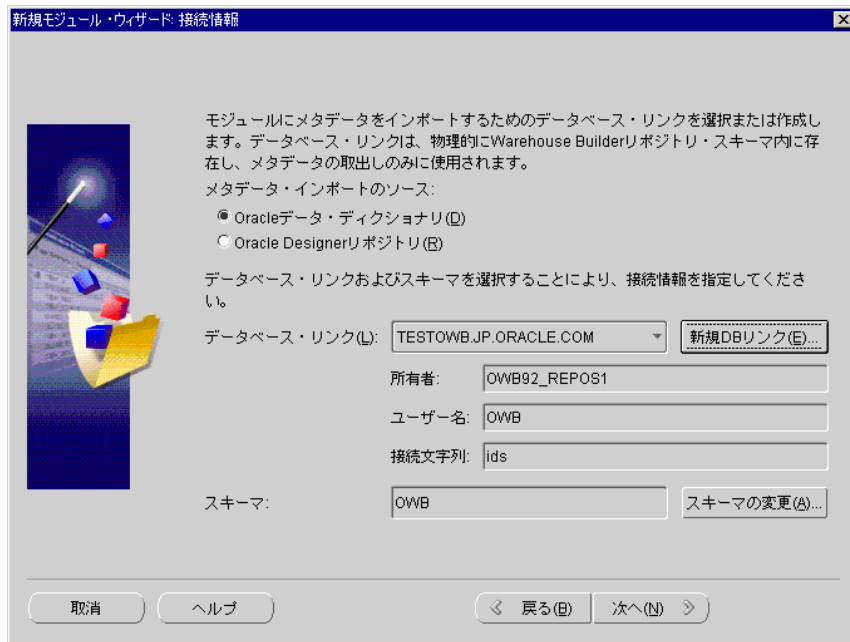 新規モジュール・ウィザード: 接続情報
モジュールにメタデータをインポートするためのデータベース・リンクを選択または作成し
ます。データベース・リンクは、物理的にWarehouse Builderリポジトリ・スキーマ内に存
在し、メタデータの取出しのみに使用されます。
メタデータ・インポートのソース:
Oracleデータ・ディクショナリ(D)
Oracle Designerリポジトリ(R)
データベース・リンクおよびスキーマを選択することにより、接続情報を指定してくださ
い。
データベース・リンク(L): TESTOWB.JP.ORACLE.COM 新規DBリンク(E)...
所有者: OWB92_REPOS1
ユーザー名: OWB
接続文字列: ids
スキーマ: OWB スキーマの変更(A)...
取消 ヘルプ 戻る(B) 次へ(N)